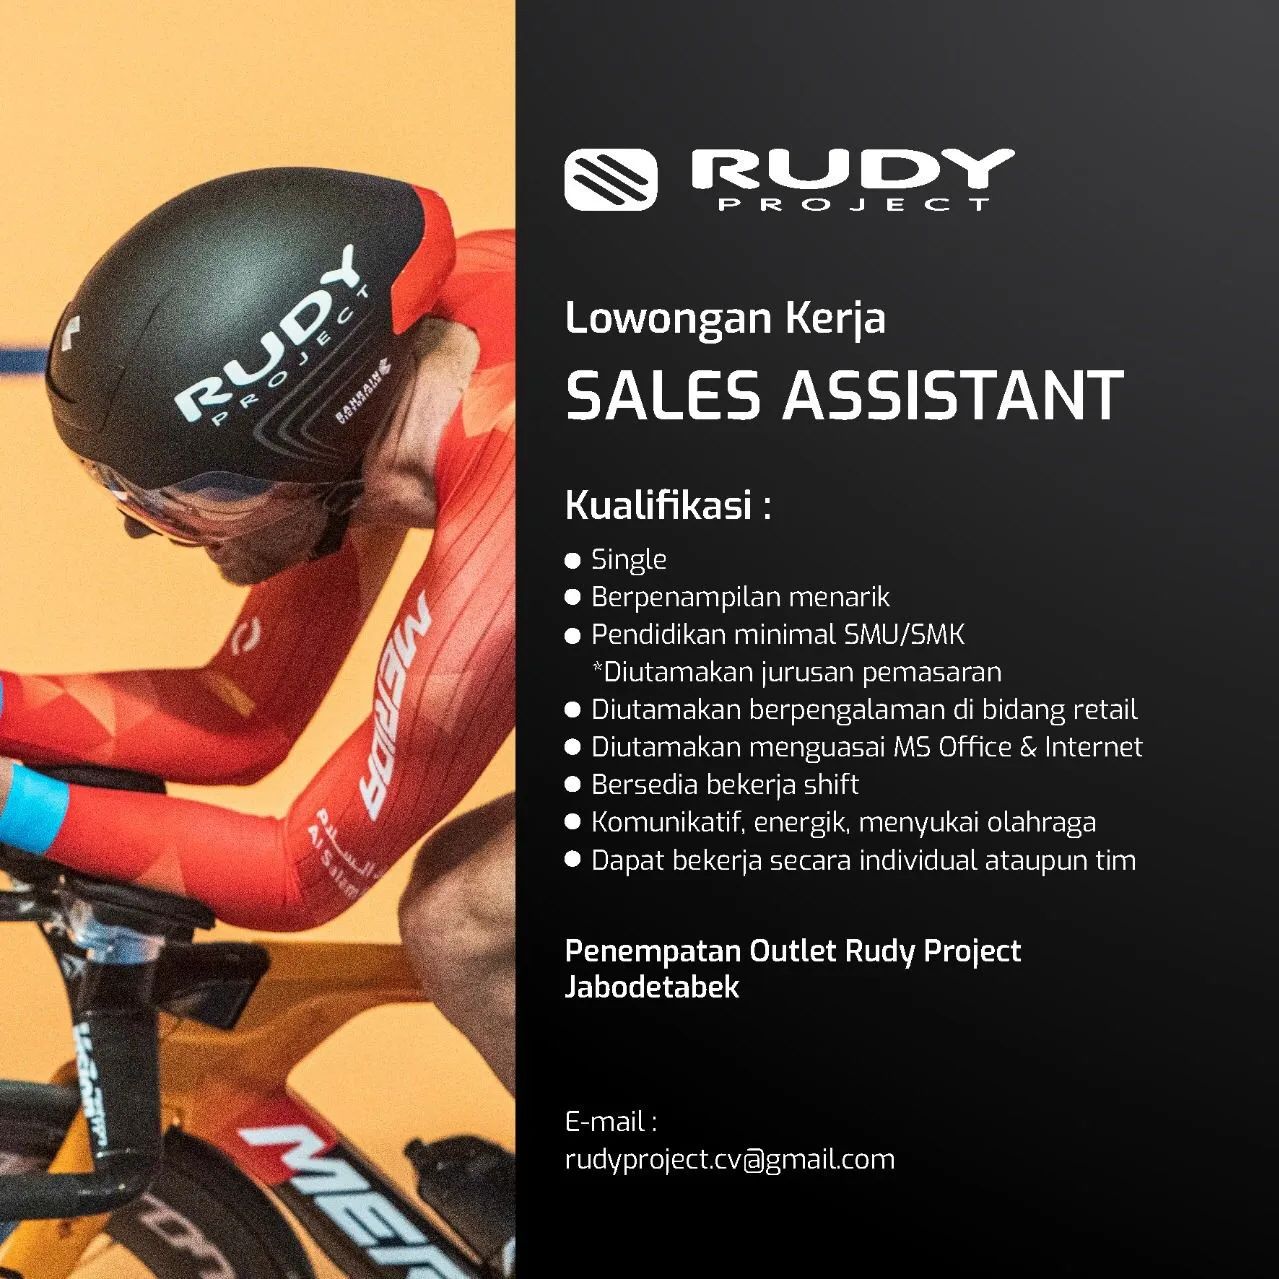 RUDY
PROJECT
BAHRAIN
MERIDA
السلام
Al Salam
MERIDA
RUDY
PROJECT
Lowongan Kerja
SALES ASSISTANT
Kualifikasi :
● Single
● Berpenampilan menarik
● Pendidikan minimal SMU/SMK
*Diutamakan jurusan pemasaran
● Diutamakan berpengalaman di bidang retail
● Diutamakan menguasai MS Office & Internet
● Bersedia bekerja shift
● Komunikatif, energik, menyukai olahraga
● Dapat bekerja secara individual ataupun tim
Penempatan Outlet Rudy Project
Jabodetabek
E-mail :
rudyproject.cv@gmail.com